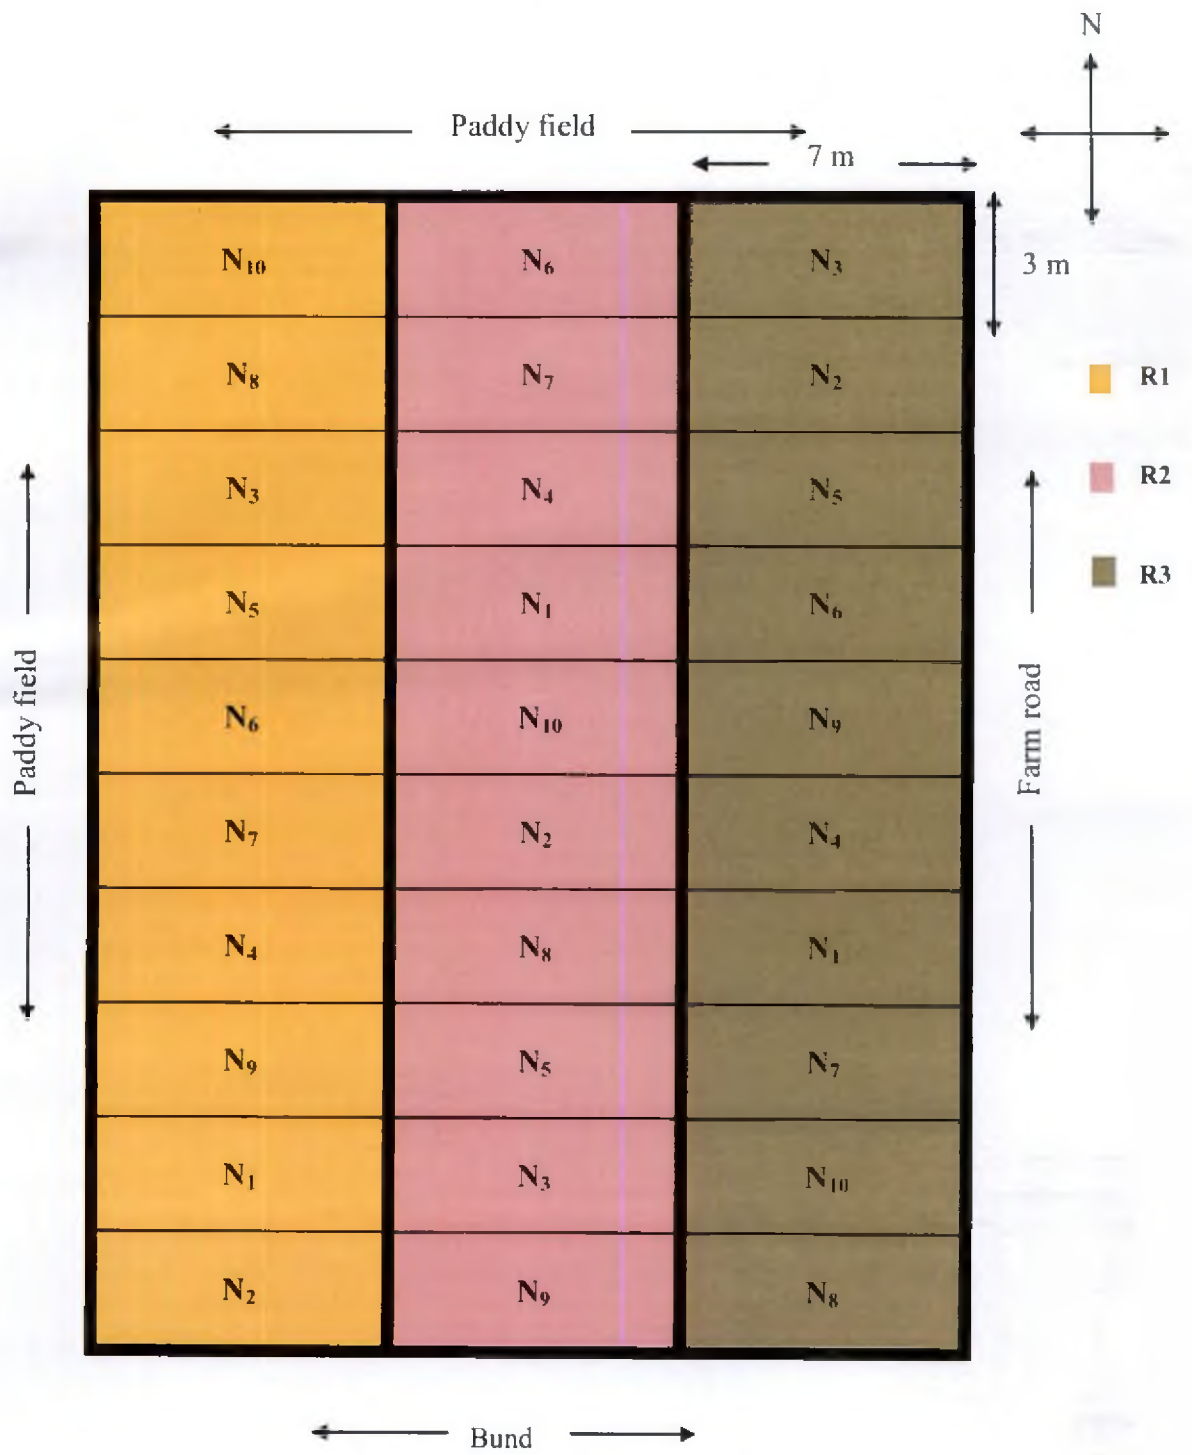 N
Paddy field
7 m
3 m
N₁₀ N₆ N₃
N₈ N₇ N₂
N₃ N₄ N₅
N₅ N₁ N₆
N₆ N₁₀ N₉
N₇ N₂ N₄
N₄ N₈ N₁
N₉ N₅ N₇
N₁ N₃ N₁₀
N₂ N₉ N₈
R1
R2
R3
Paddy field
Farm road
Bund